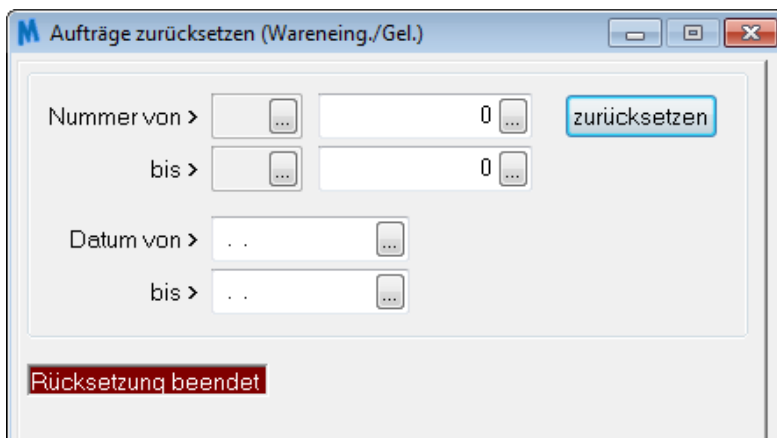 M Aufträge zurücksetzen (Wareneing./Gel.)
Nummer von > ... 0 ... zurücksetzen
bis > ... 0 ...
Datum von > . . ...
bis > . . ...
Rücksetzung beendet